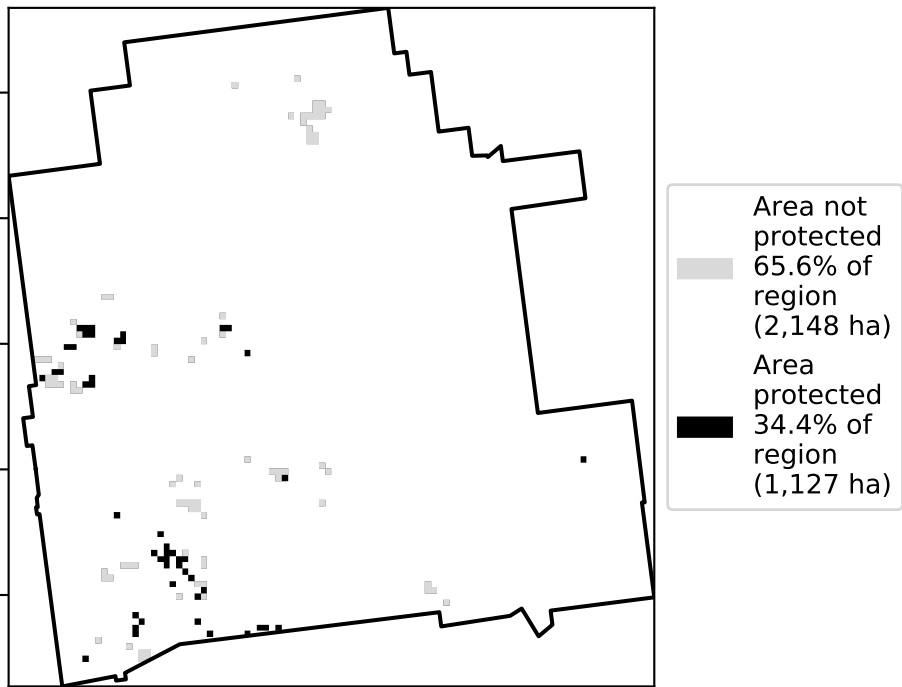 Area not
protected
65.6% of
region
(2,148 ha)
Area
protected
34.4% of
region
(1,127 ha)